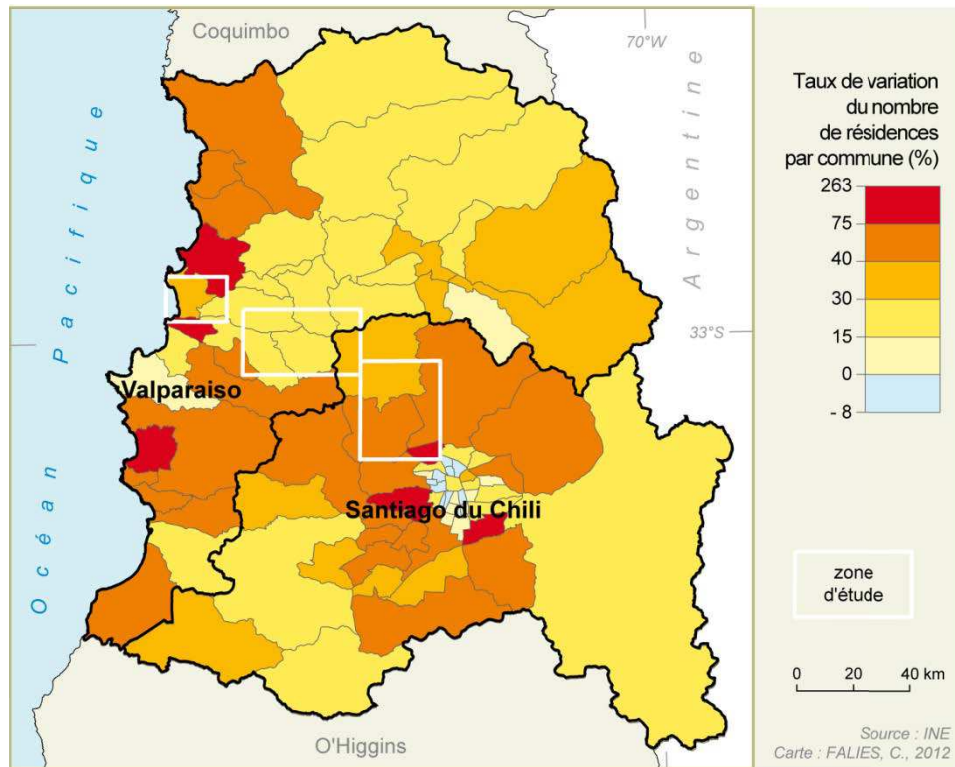 Coquimbo
70°W
Argentine
Océan Pacifique
33°S
Valparaiso
Santiago du Chili
O'Higgins
Taux de variation
du nombre
de résidences
par commune (%)
263
75
40
30
15
0
- 8
zone
d'étude
0 20 40 km
Source : INE
Carte : FALIES, C., 2012